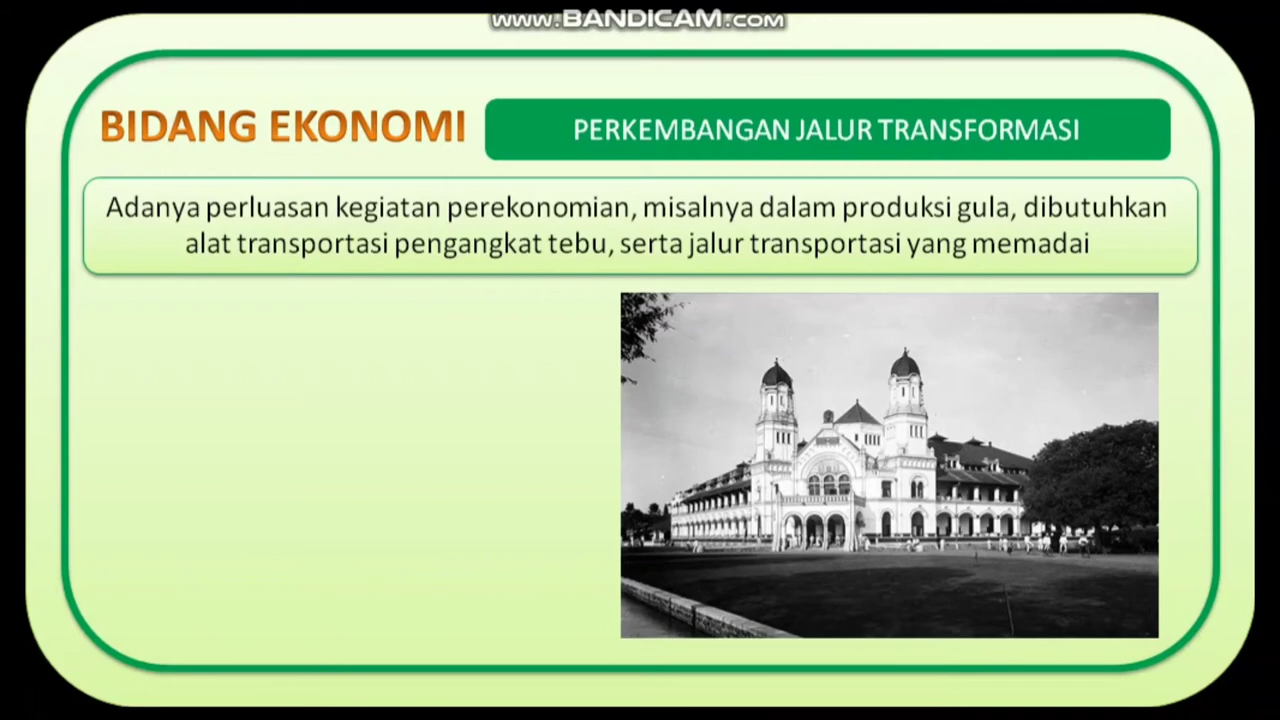 www.BANDICAM.com
BIDANG EKONOMI
PERKEMBANGAN JALUR TRANSFORMASI
Adanya perluasan kegiatan perekonomian, misalnya dalam produksi gula, dibutuhkan
alat transportasi pengangkat tebu, serta jalur transportasi yang memadai